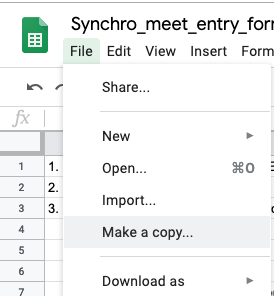 Synchro_meet_entry_for
File Edit View Insert Form
Share...
fx
New
1 1.
Open... ⌘O
2 2.
Import...
3 3.
4
Make a copy...
5
6
Download as
7